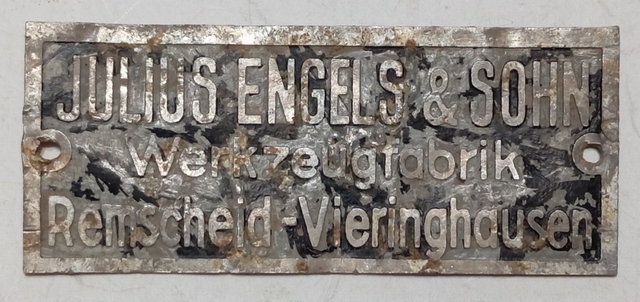 JULIUS ENGELS & SOHN
Werkzeugfabrik
Remscheid-Vieringhausen